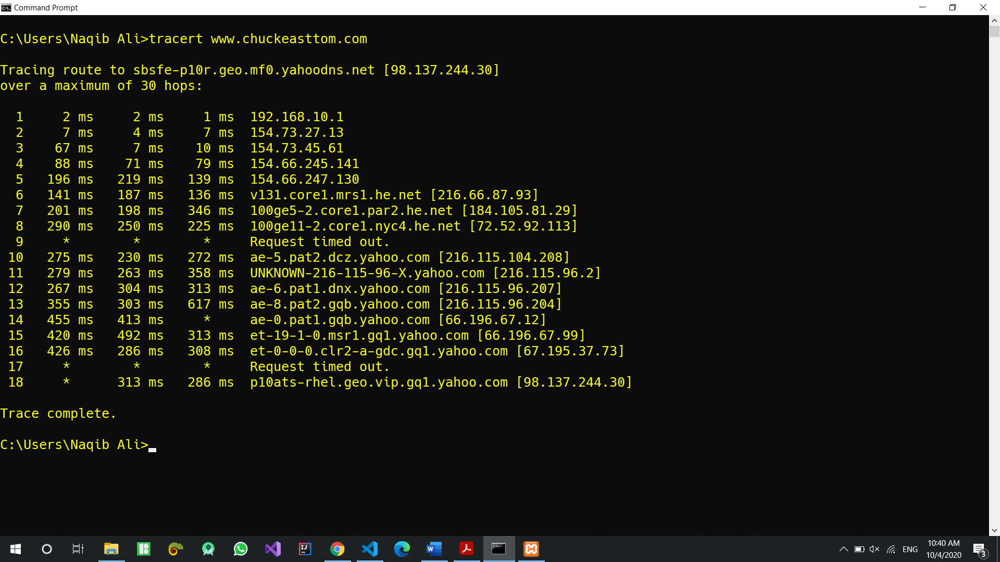 Command Prompt
C:\Users\Naqib Ali>tracert www.chuckeasttom.com
Tracing route to sbsfe-p10r.geo.mf0.yahoodns.net [98.137.244.30]
over a maximum of 30 hops:
1 2 ms 2 ms 1 ms 192.168.10.1
2 7 ms 4 ms 7 ms 154.73.27.13
3 67 ms 7 ms 10 ms 154.73.45.61
4 88 ms 71 ms 79 ms 154.66.245.141
5 196 ms 219 ms 139 ms 154.66.247.130
6 141 ms 187 ms 136 ms v131.core1.mrs1.he.net [216.66.87.93]
7 201 ms 198 ms 346 ms 100ge5-2.core1.par2.he.net [184.105.81.29]
8 290 ms 250 ms 225 ms 100ge11-2.core1.nyc4.he.net [72.52.92.113]
9 * * * Request timed out.
10 275 ms 230 ms 272 ms ae-5.pat2.dcz.yahoo.com [216.115.104.208]
11 279 ms 263 ms 358 ms UNKNOWN-216-115-96-X.yahoo.com [216.115.96.2]
12 267 ms 304 ms 313 ms ae-6.pat1.dnx.yahoo.com [216.115.96.207]
13 355 ms 303 ms 617 ms ae-8.pat2.gqb.yahoo.com [216.115.96.204]
14 455 ms 413 ms * ae-0.pat1.gqb.yahoo.com [66.196.67.12]
15 420 ms 492 ms 313 ms et-19-1-0.msr1.gq1.yahoo.com [66.196.67.99]
16 426 ms 286 ms 308 ms et-0-0-0.clr2-a-gdc.gq1.yahoo.com [67.195.37.73]
17 * * * Request timed out.
18 * 313 ms 286 ms p10ats-rhel.geo.vip.gq1.yahoo.com [98.137.244.30]
Trace complete.
C:\Users\Naqib Ali>
ENG
10:40 AM
10/4/2020
3